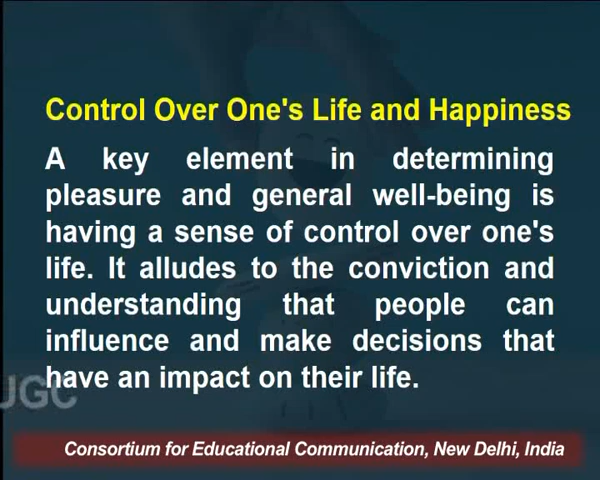 Control Over One's Life and Happiness
A key element in determining
pleasure and general well-being is
having a sense of control over one's
life. It alludes to the conviction and
understanding that people can
influence and make decisions that
have an impact on their life.
UGC
Consortium for Educational Communication, New Delhi, India